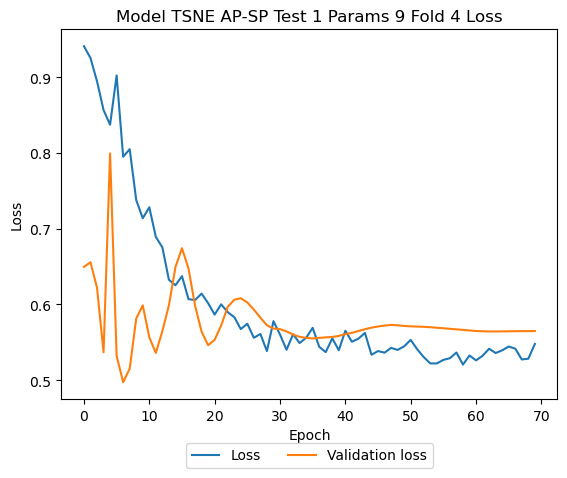 Model TSNE AP-SP Test 1 Params 9 Fold 4 Loss
Loss
0.9
0.8
0.7
0.6
0.5
0 10 20 30 40 50 60 70
Epoch
Loss Validation loss